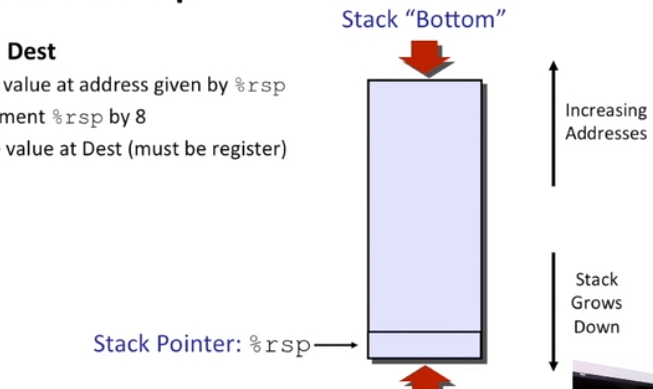 Stack “Bottom”
Dest
value at address given by %rsp
%rsp by 8
value at Dest (must be register)
Increasing
Addresses
Stack
Grows
Down
Stack Pointer: %rsp